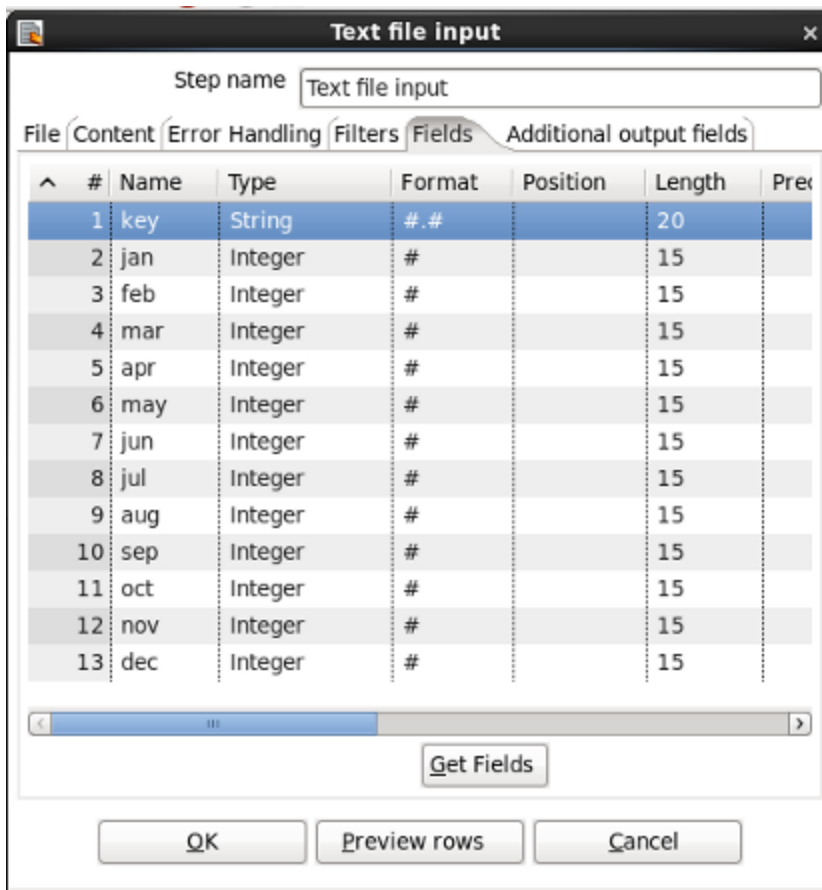 Text file input
Step name Text file input
File Content Error Handling Filters Fields Additional output fields
# Name Type Format Position Length Prec
1 key String #.# 20
2 jan Integer # 15
3 feb Integer # 15
4 mar Integer # 15
5 apr Integer # 15
6 may Integer # 15
7 jun Integer # 15
8 jul Integer # 15
9 aug Integer # 15
10 sep Integer # 15
11 oct Integer # 15
12 nov Integer # 15
13 dec Integer # 15
Get Fields
OK Preview rows Cancel